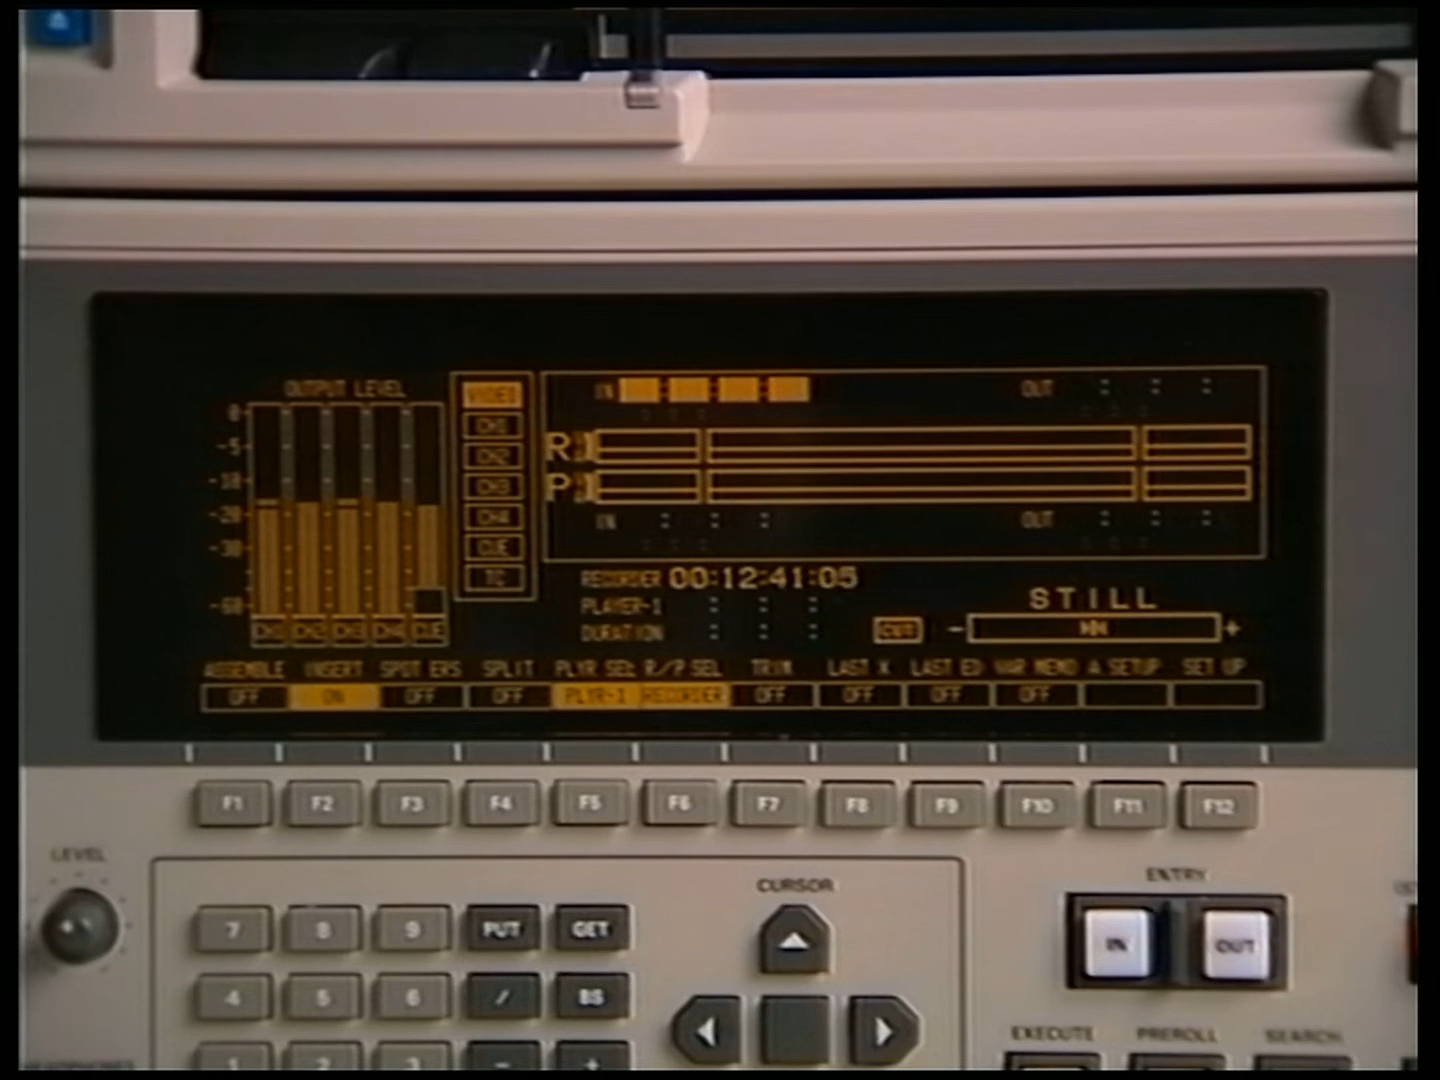 OUTPUT LEVEL
0
-5
-10
-20
-30
-60
CH1 CH2 CH3 CH4 CUE
VIDEO
CH1
CH2
CH3
CH4
CUE
TC
IN OUT
R
P
IN OUT
RECORDER 00:12:41:05
PLAYER-1
DURATION
STILL
CUT - +
ASSEMBLE INSERT SPOT ERS SPLIT PLYR SEL R/P SEL TRIM LAST X LAST ED VAR MEMO A SETUP SET UP
OFF ON OFF OFF PLYR-1 RECORDER OFF OFF OFF OFF
F1 F2 F3 F4 F5 F6 F7 F8 F9 F10 F11 F12
LEVEL
CURSOR
ENTRY
7 8 9 PUT GET
IN OUT
4 5 6 / BS
EXECUTE PREROLL SEARCH
1 2 3 - +